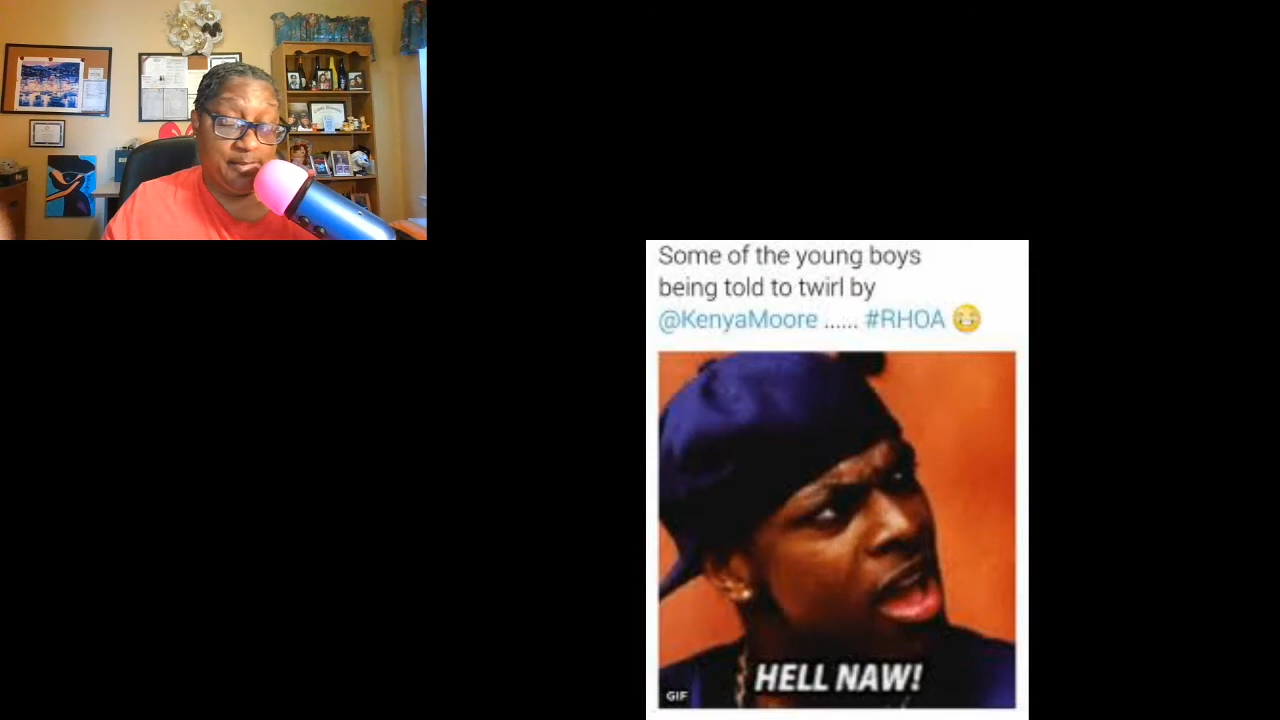 Some of the young boys
being told to twirl by
@KenyaMoore ...... #RHOA 😁
HELL NAW!
GIF